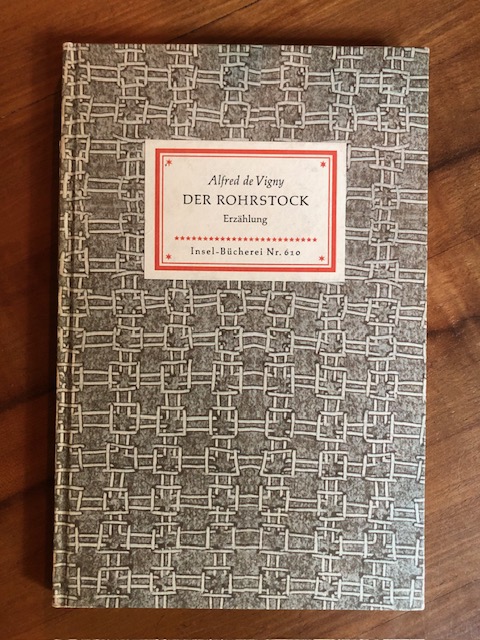 Alfred de Vigny
DER ROHRSTOCK
Erzählung
Insel-Bücherei Nr. 610